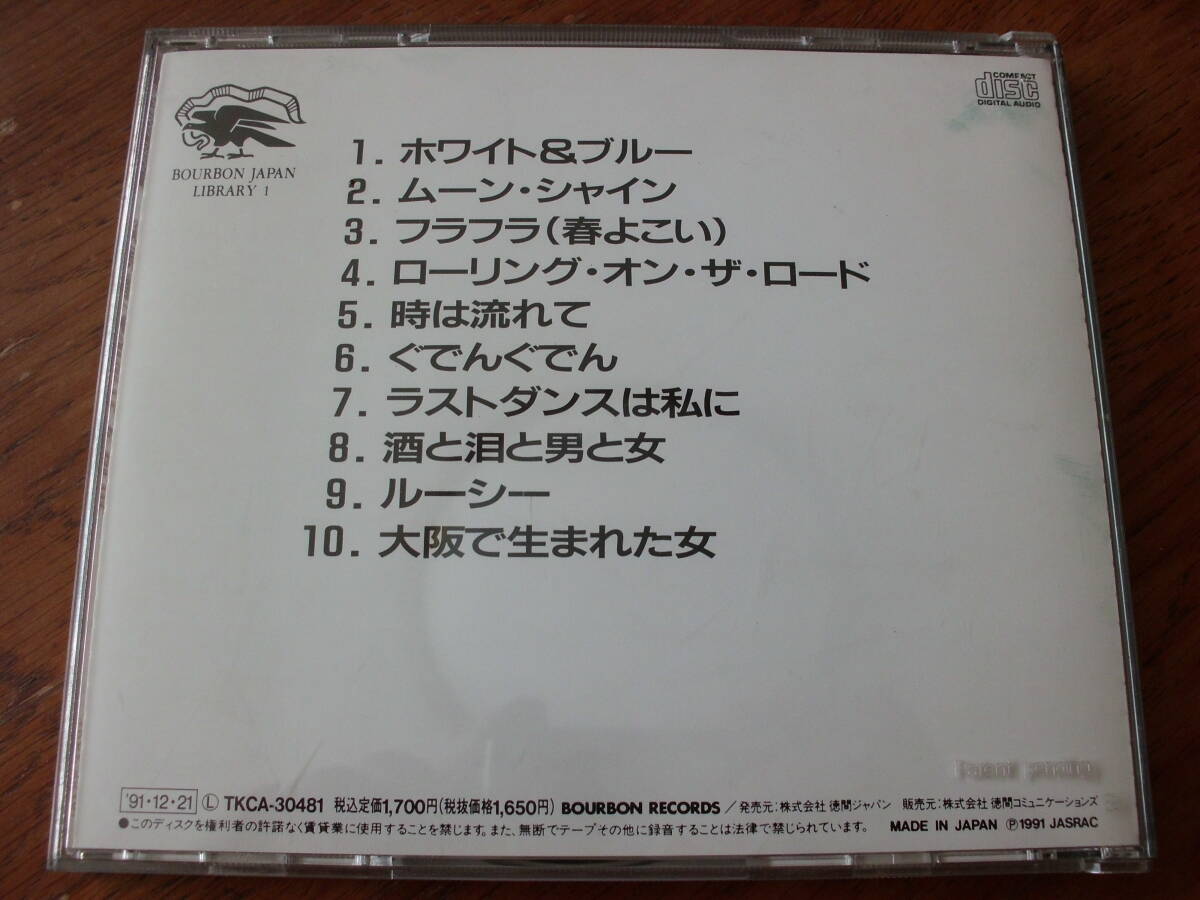 BOURBON JAPAN
LIBRARY 1
COMPACT
disc
DIGITAL AUDIO
1. ホワイト&ブルー
2. ムーン・シャイン
3. フラフラ(春よこい)
4. ローリング・オン・ザ・ロード
5. 時は流れて
6. ぐでんぐでん
7. ラストダンスは私に
8. 酒と泪と男と女
9. ルーシー
10. 大阪で生まれた女
Patent pending
'91・12・21 Ⓛ TKCA-30481 税込定価1,700円(税抜価格1,650円) BOURBON RECORDS /発売元:株式会社 徳間ジャパン 販売元:株式会社 徳間コミュニケーションズ
●このディスクを権利者の許諾なく賃貸業に使用することを禁じます。また、無断でテープその他に録音することは法律で禁じられています。 MADE IN JAPAN Ⓟ1991 JASRAC